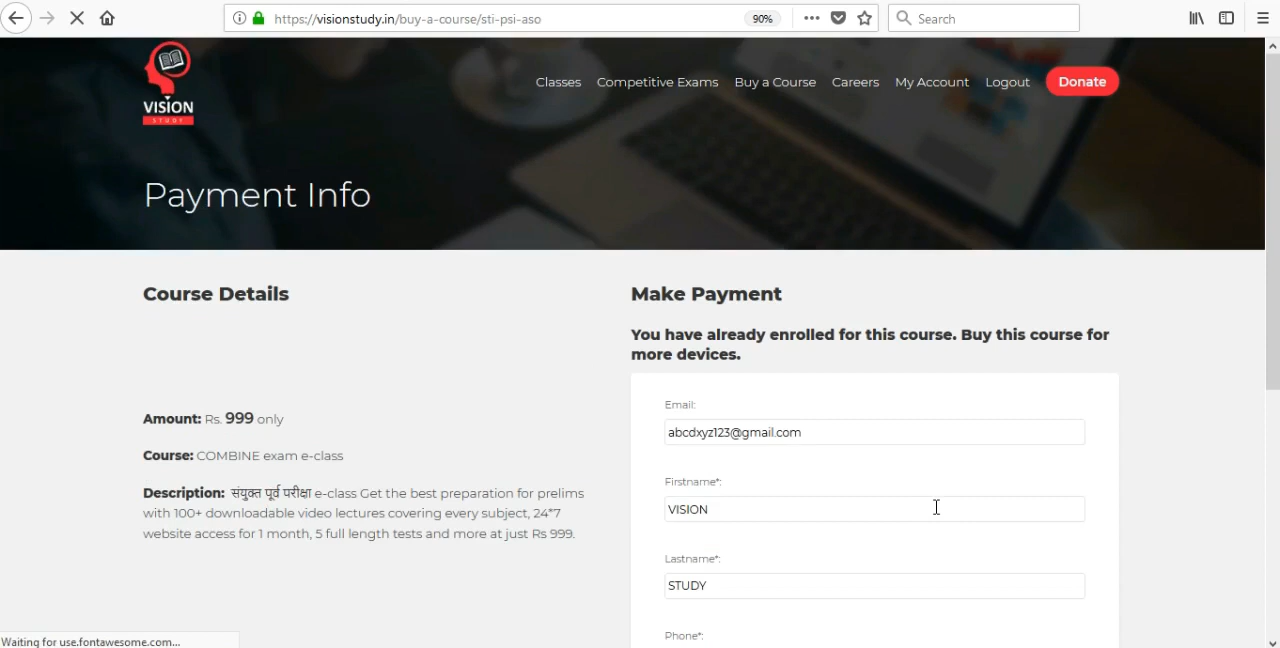 https://visionstudy.in/buy-a-course/sti-psi-aso
90%
Search
VISION
STUDY
Classes
Competitive Exams
Buy a Course
Careers
My Account
Logout
Donate
Payment Info
Course Details
Amount: Rs. 999 only
Course: COMBINE exam e-class
Description: संयुक्त पूर्व परीक्षा e-class Get the best preparation for prelims
with 100+ downloadable video lectures covering every subject, 24*7
website access for 1 month, 5 full length tests and more at just Rs 999.
Make Payment
You have already enrolled for this course. Buy this course for
more devices.
Email:
abcdxyz123@gmail.com
Firstname*:
VISION
Lastname*:
STUDY
Phone*:
Waiting for use.fontawesome.com...